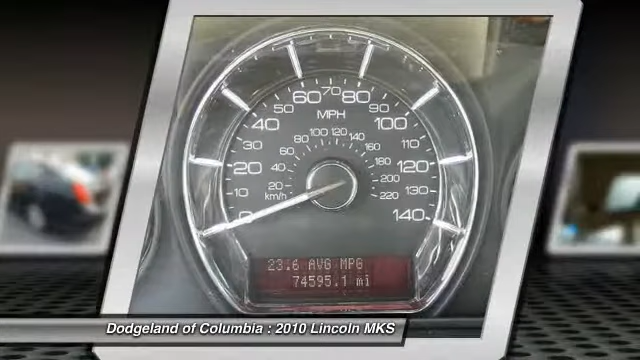 60 70 80
50 90
MPH
40 100
100 120
80 140
30 60 160
20 40 180 120
10 20 200 130
km/h 220
0 140
23.6 AVG MPG
74595.1 mi
Dodgeland of Columbia : 2010 Lincoln MKS